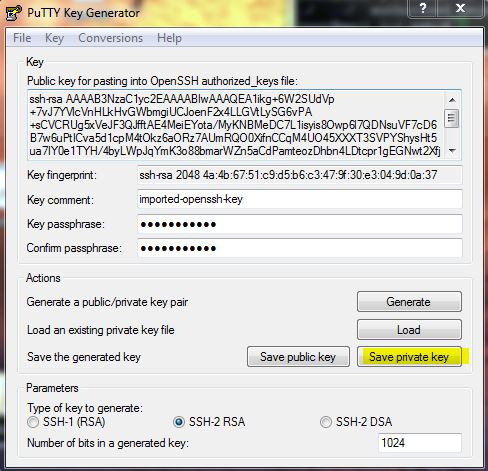 PuTTY Key Generator
File Key Conversions Help
Key
Public key for pasting into OpenSSH authorized_keys file:
ssh-rsa AAAAB3NzaC1yc2EAAAABIwAAAQEA1ikg+6W2SUdVp
+7vJ7YVlcVnHLkHvGWbmgiUCJoenF2x4LLGVtLySG6vPA
+sCVCRUg5xVeJF3QJfftAE4MeiEYota/MyKNBMeDC7L1isyis8Owp6l7QDNsuVF7cD6
B7w6uPtlCva5d1cpM4tOkz6aORz7AUmRQO0XifnCCqM4UO45XXXT3SVPYShysHt5
ua7IY0e1TYH/4byLWpJqYmK3o88bmarWZn5aCdPamteozDhbn4LDtcpr1gEGNwt2Xfj
Key fingerprint: ssh-rsa 2048 4a:4b:67:51:c9:d5:b6:c3:47:9f:30:e3:04:9d:0a:37
Key comment: imported-openssh-key
Key passphrase:
Confirm passphrase:
Actions
Generate a public/private key pair Generate
Load an existing private key file Load
Save the generated key Save public key Save private key
Parameters
Type of key to generate:
SSH-1 (RSA) SSH-2 RSA SSH-2 DSA
Number of bits in a generated key: 1024